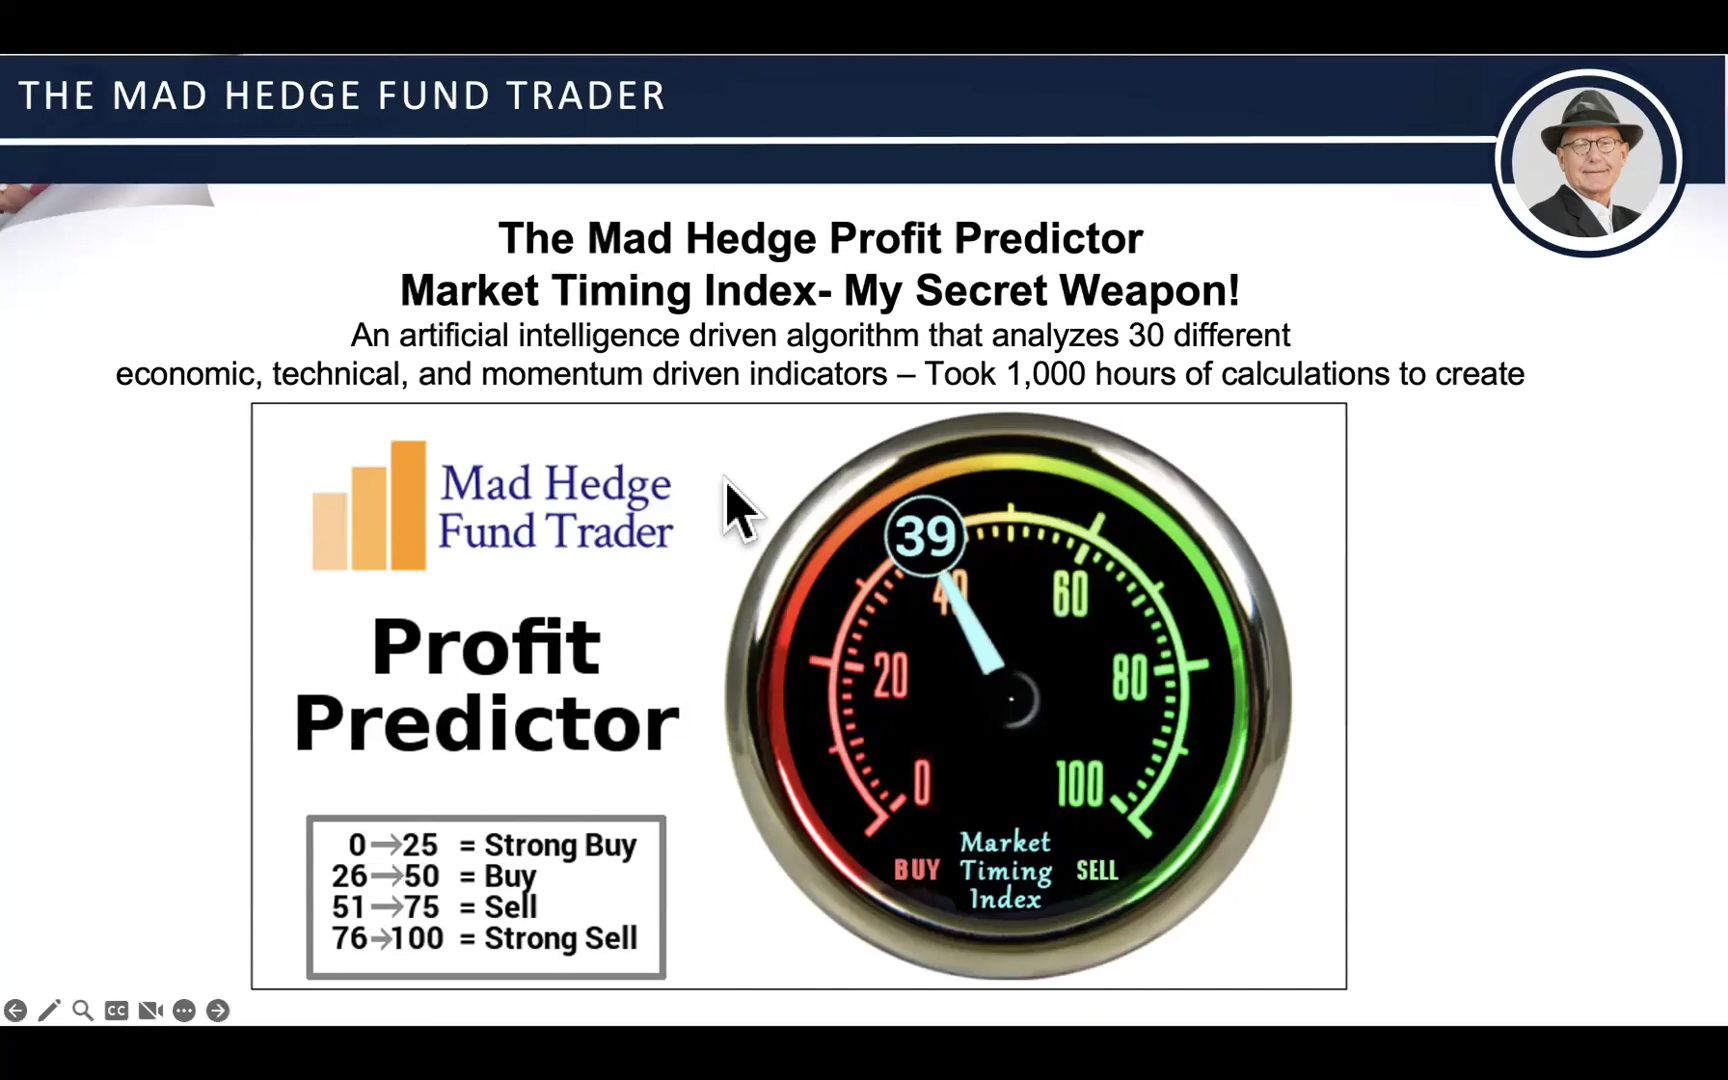 THE MAD HEDGE FUND TRADER
The Mad Hedge Profit Predictor
Market Timing Index- My Secret Weapon!
An artificial intelligence driven algorithm that analyzes 30 different
economic, technical, and momentum driven indicators – Took 1,000 hours of calculations to create
Mad Hedge
Fund Trader
Profit
Predictor
0→25 = Strong Buy
26→50 = Buy
51→75 = Sell
76→100 = Strong Sell
39
40
60
20
80
0
100
BUY
Market
Timing
Index
SELL
CC